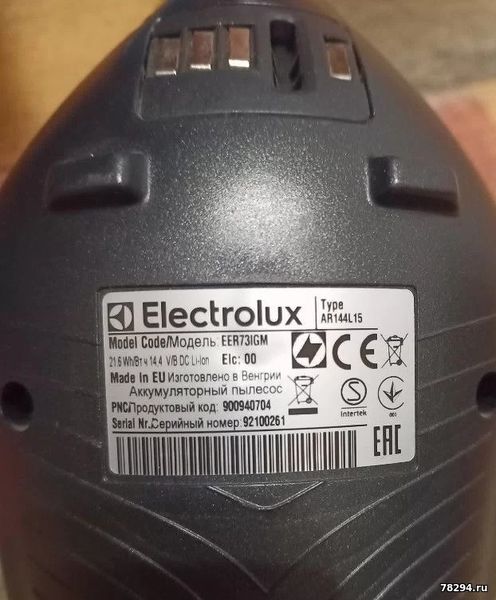 Electrolux
Type
AR144L15
Model Code/Модель: EER73IGM
21,6 Wh/Вт·ч 14,4 V/В DC Li-Ion Elc: 00
Made in EU Изготовлено в Венгрии
Аккумуляторный пылесос
PNC/Продуктовый код: 900940704
Serial Nr./Серийный номер: 92100261
CE
S
Intertek
001
EAC
78294.ru